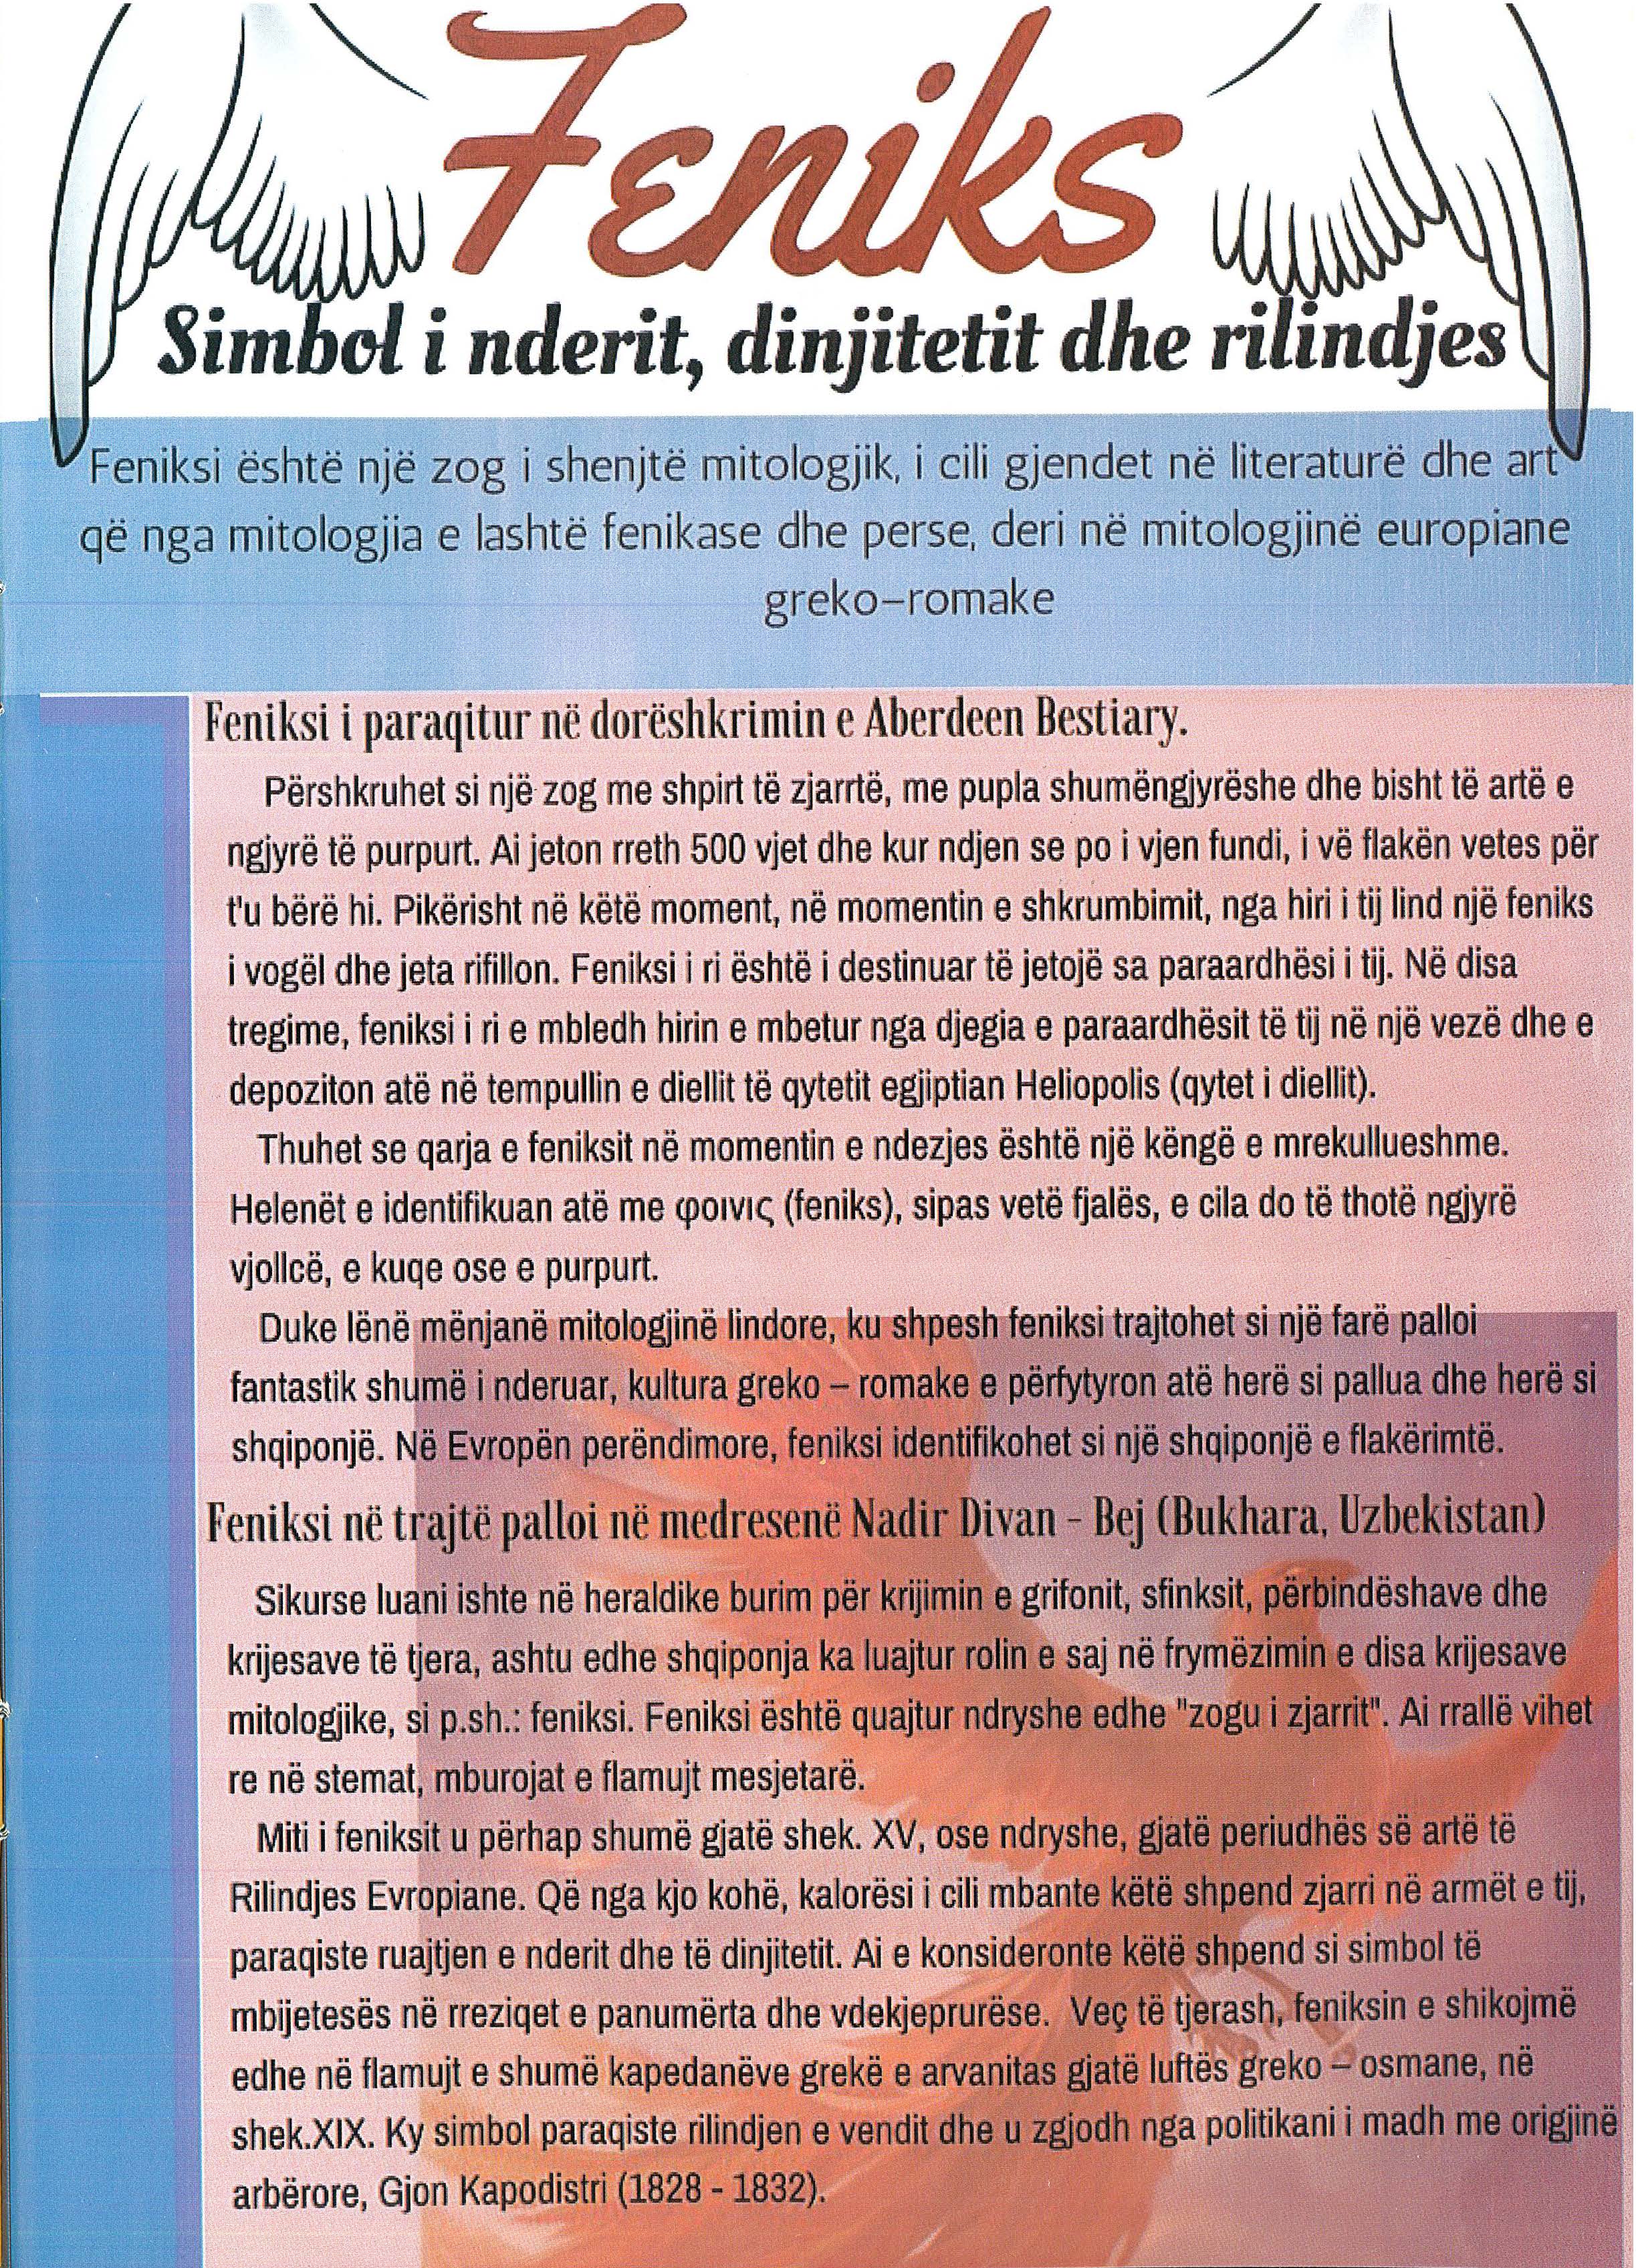 Feniks
Simbol i nderit, dinjitetit dhe rilindjes
Feniksi është një zog i shenjtë mitologjik, i cili gjendet në literaturë dhe art
që nga mitologjia e lashtë fenikase dhe perse, deri në mitologjinë europiane
greko–romake
Feniksi i paraqitur në dorëshkrimin e Aberdeen Bestiary.
Përshkruhet si një zog me shpirt të zjarrtë, me pupla shumëngjyrëshe dhe bisht të artë e
ngjyrë të purpurt. Ai jeton rreth 500 vjet dhe kur ndjen se po i vjen fundi, i vë flakën vetes për
t'u bërë hi. Pikërisht në këtë moment, në momentin e shkrumbimit, nga hiri i tij lind një feniks
i vogël dhe jeta rifillon. Feniksi i ri është i destinuar të jetojë sa paraardhësi i tij. Në disa
tregime, feniksi i ri e mbledh hirin e mbetur nga djegia e paraardhësit të tij në një vezë dhe e
depoziton atë në tempullin e diellit të qytetit egjiptian Heliopolis (qytet i diellit).
Thuhet se qarja e feniksit në momentin e ndezjes është një këngë e mrekullueshme.
Helenët e identifikuan atë me φοινις (feniks), sipas vetë fjalës, e cila do të thotë ngjyrë
vjollcë, e kuqe ose e purpurt.
Duke lënë mënjanë mitologjinë lindore, ku shpesh feniksi trajtohet si një farë palloi
fantastik shumë i nderuar, kultura greko – romake e përfytyron atë herë si pallua dhe herë si
shqiponjë. Në Evropën perëndimore, feniksi identifikohet si një shqiponjë e flakërimtë.
Feniksi në trajtë palloi në medresenë Nadir Divan - Bej (Bukhara, Uzbekistan)
Sikurse luani ishte në heraldike burim për krijimin e grifonit, sfinksit, përbindëshave dhe
krijesave të tjera, ashtu edhe shqiponja ka luajtur rolin e saj në frymëzimin e disa krijesave
mitologjike, si p.sh.: feniksi. Feniksi është quajtur ndryshe edhe "zogu i zjarrit". Ai rrallë vihet
re në stemat, mburojat e flamujt mesjetarë.
Miti i feniksit u përhap shumë gjatë shek. XV, ose ndryshe, gjatë periudhës së artë të
Rilindjes Evropiane. Që nga kjo kohë, kalorësi i cili mbante këtë shpend zjarri në armët e tij,
paraqiste ruajtjen e nderit dhe të dinjitetit. Ai e konsideronte këtë shpend si simbol të
mbijetesës në rreziqet e panumërta dhe vdekjeprurëse. Veç të tjerash, feniksin e shikojmë
edhe në flamujt e shumë kapedanëve grekë e arvanitas gjatë luftës greko – osmane, në
shek.XIX. Ky simbol paraqiste rilindjen e vendit dhe u zgjodh nga politikani i madh me origjinë
arbërore, Gjon Kapodistri (1828 - 1832).